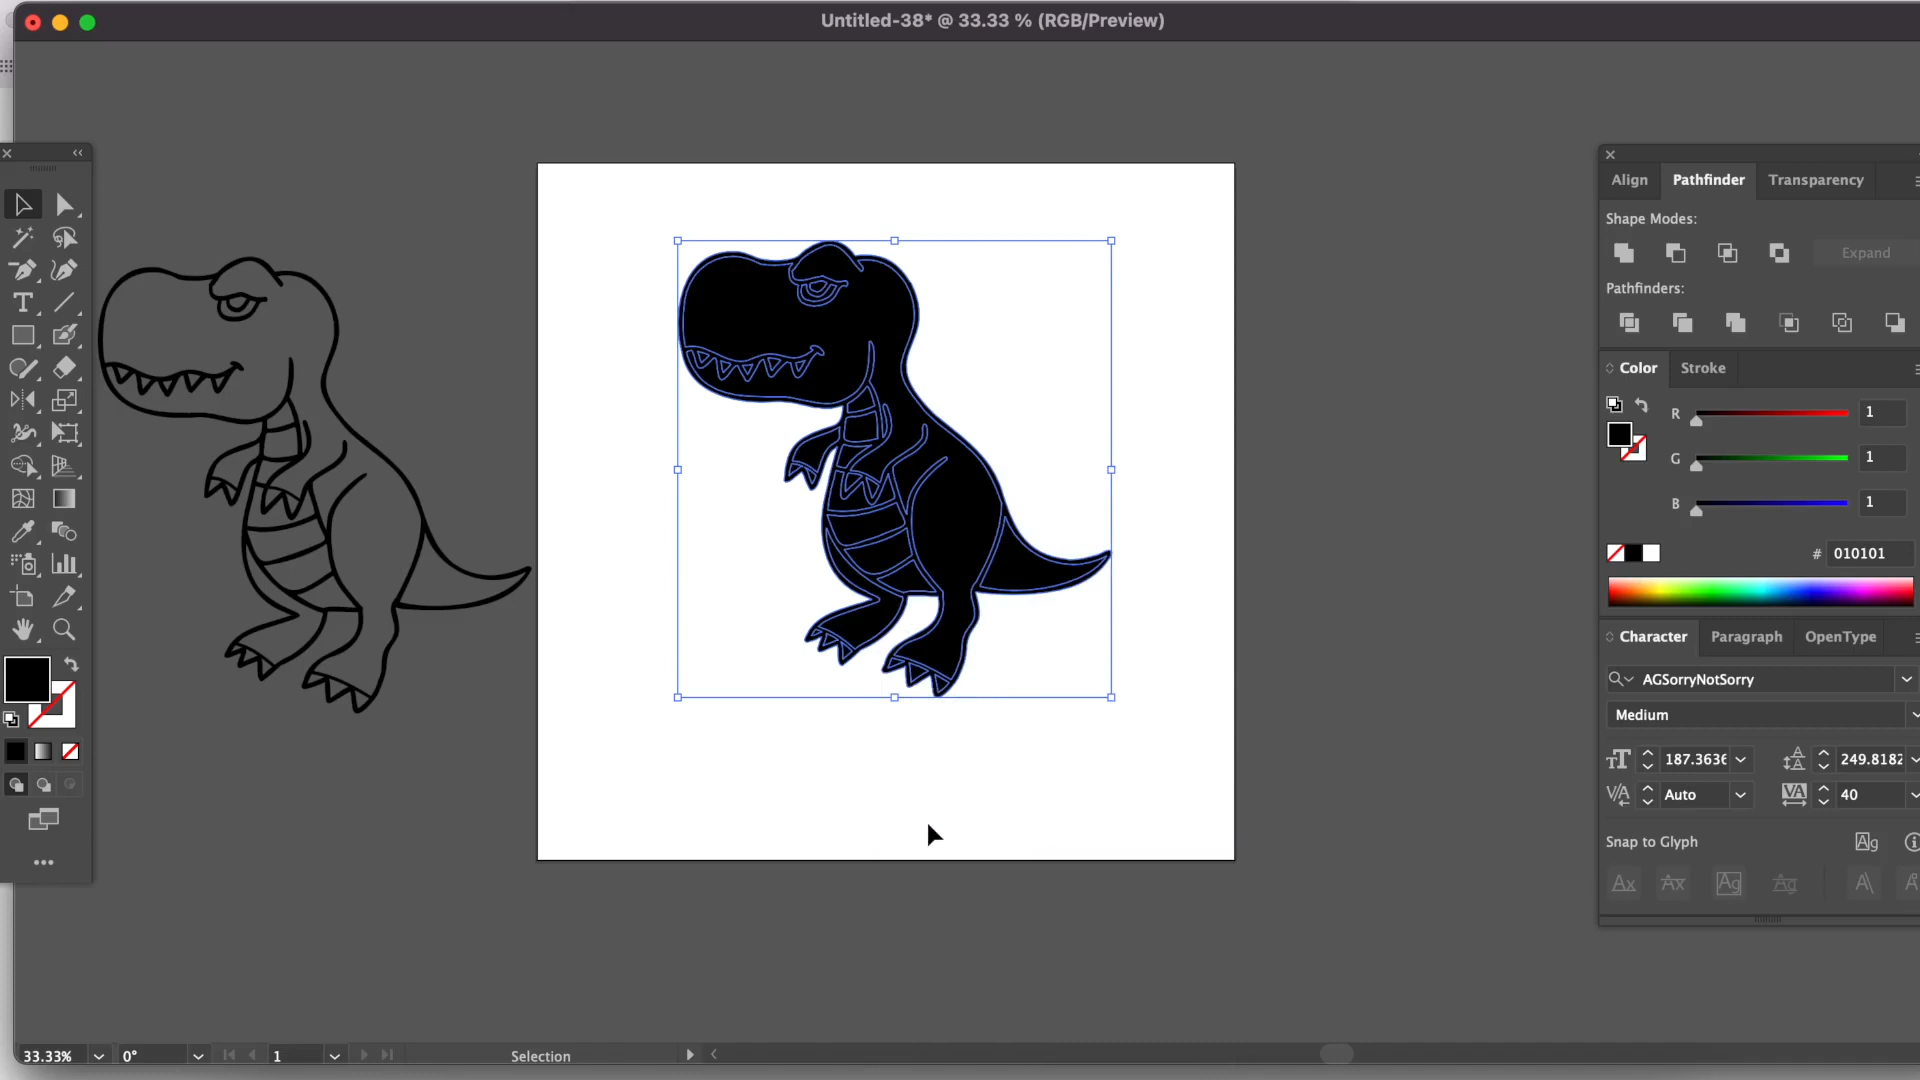 Untitled-38* @ 33.33 % (RGB/Preview)
Align Pathfinder Transparency
Shape Modes:
Expand
Pathfinders:
Color Stroke
R 1
G 1
B 1
# 010101
Character Paragraph OpenType
AGSorryNotSorry
Medium
187.3636 249.8182
Auto 40
Snap to Glyph
33.33% 0° 1 Selection